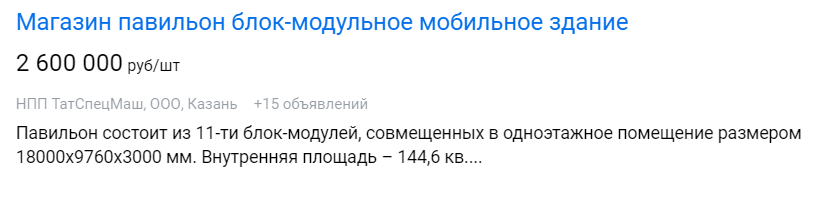 Магазин павильон блок-модульное мобильное здание
2 600 000 руб/шт
НПП ТатСпецМаш, ООО, Казань +15 объявлений
Павильон состоит из 11-ти блок-модулей, совмещенных в одноэтажное помещение размером
18000х9760х3000 мм. Внутренняя площадь – 144,6 кв....